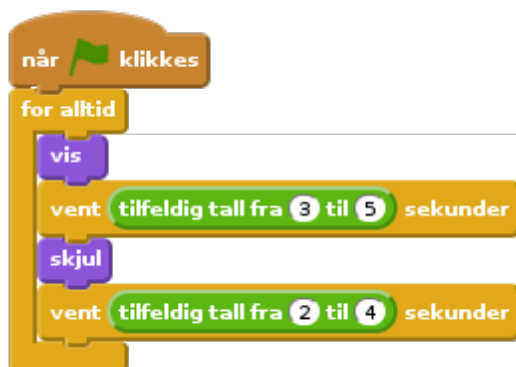 når klikkes
for alltid
vis
vent tilfeldig tall fra 3 til 5 sekunder
skjul
vent tilfeldig tall fra 2 til 4 sekunder